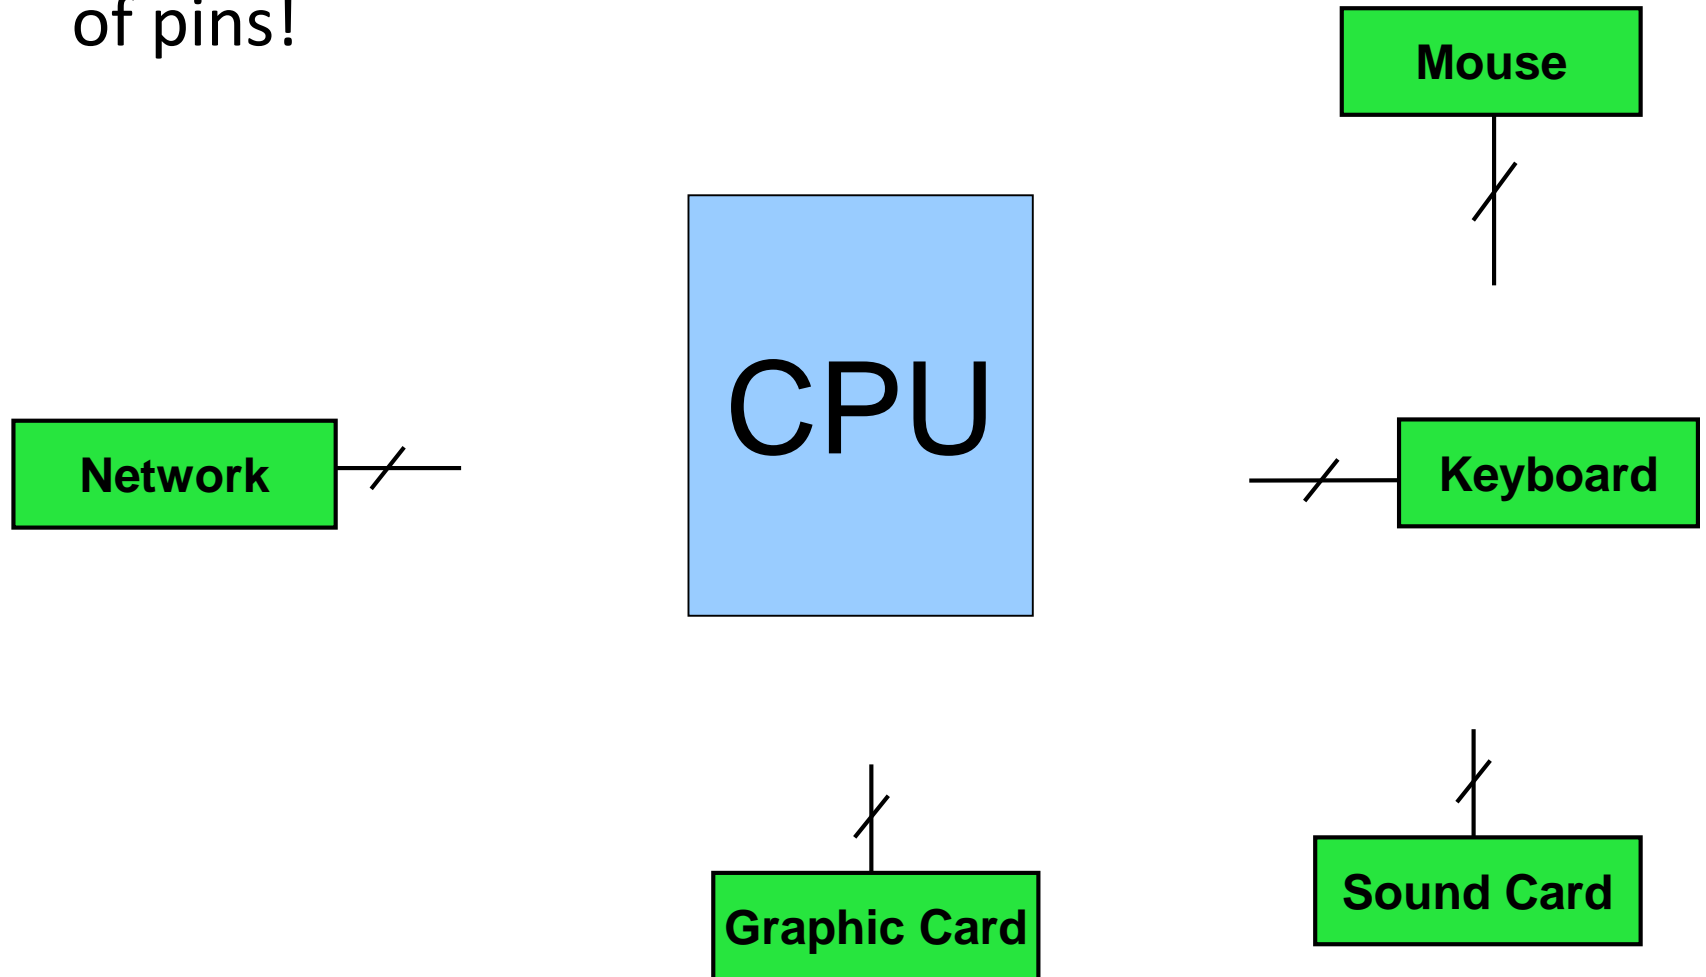 of pins!
Mouse
CPU
Network
Keyboard
Sound Card
Graphic Card